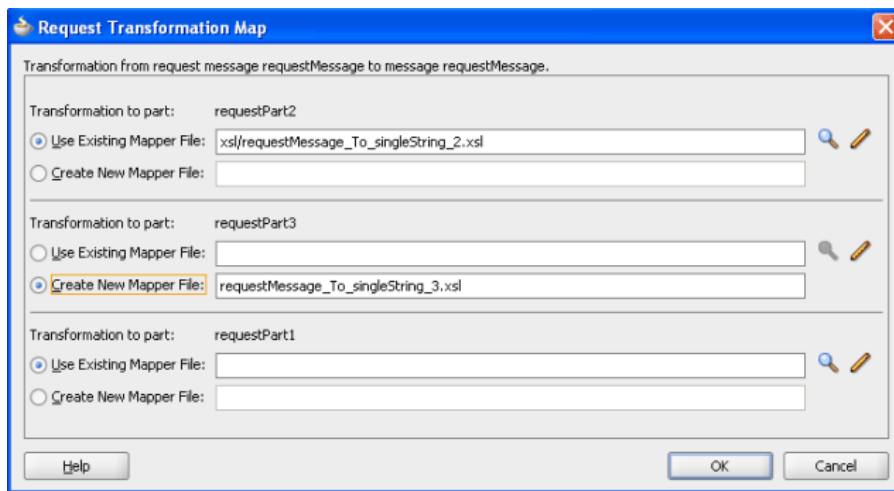 Request Transformation Map
Transformation from request message requestMessage to message requestMessage.
Transformation to part: requestPart2
Use Existing Mapper File: xsl/requestMessage_To_singleString_2.xsl
Create New Mapper File:
Transformation to part: requestPart3
Use Existing Mapper File:
Create New Mapper File: requestMessage_To_singleString_3.xsl
Transformation to part: requestPart1
Use Existing Mapper File:
Create New Mapper File:
Help OK Cancel